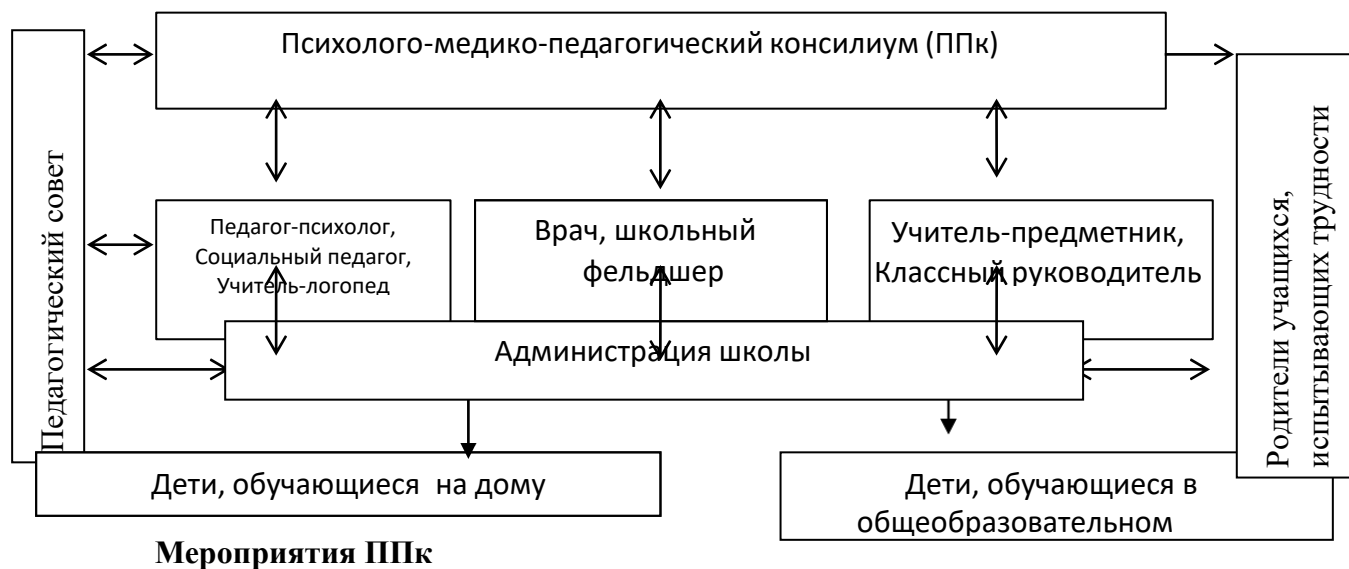 Психолого-медико-педагогический консилиум (ППк)
Педагогический совет
Педагог-психолог,
Социальный педагог,
Учитель-логопед
Врач, школьный
фельдшер
Учитель-предметник,
Классный руководитель
Родители учащихся,
испытывающих трудности
Администрация школы
Дети, обучающиеся на дому
Дети, обучающиеся в
общеобразовательном
Мероприятия ППк